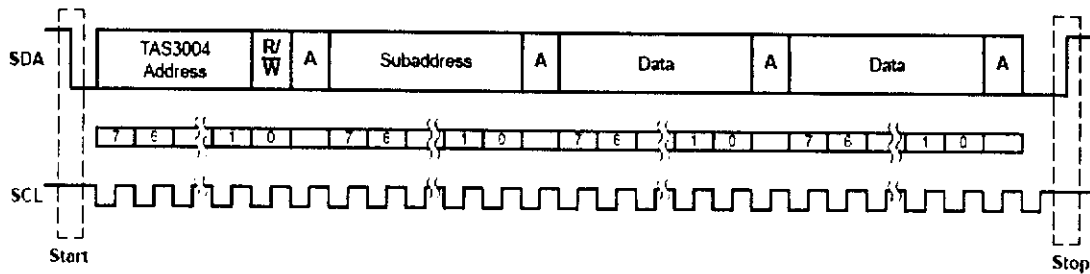 SDA
TAS3004 Address
R/W
A
Subaddress
A
Data
A
Data
A
7 6 1 0 7 6 1 0 7 6 1 0 7 6 1 0
SCL
Start
Stop